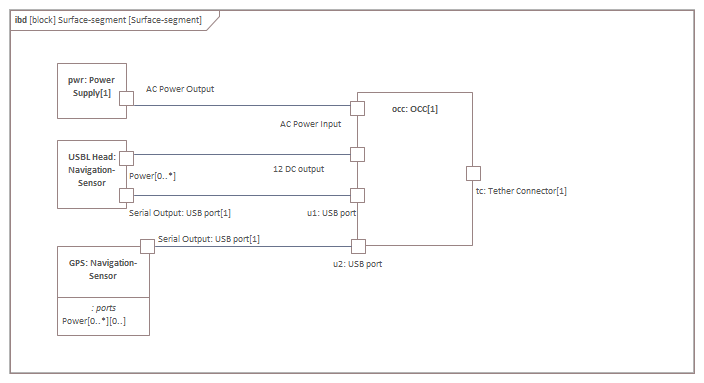 ibd [block] Surface-segment [Surface-segment]
pwr: Power
Supply[1]
AC Power Output
AC Power Input
occ: OCC[1]
USBL Head:
Navigation-
Sensor
Power[0..*]
12 DC output
tc: Tether Connector[1]
Serial Output: USB port[1]
u1: USB port
Serial Output: USB port[1]
u2: USB port
GPS: Navigation-
Sensor
: ports
Power[0..*][0..]